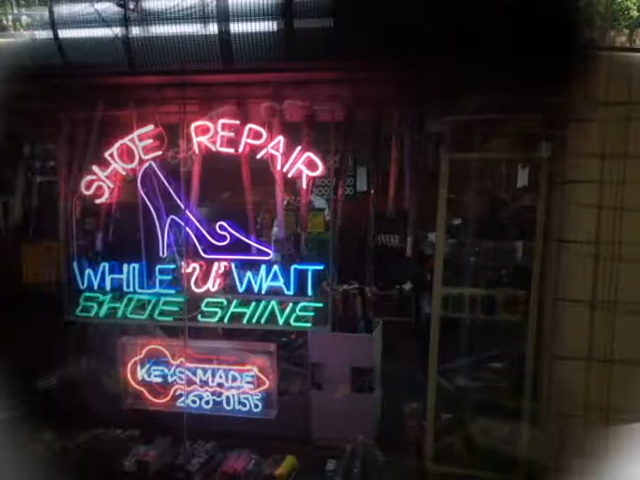 SHOE REPAIR
WHILE "U" WAIT
SHOE SHINE
KEYS MADE
268-0155